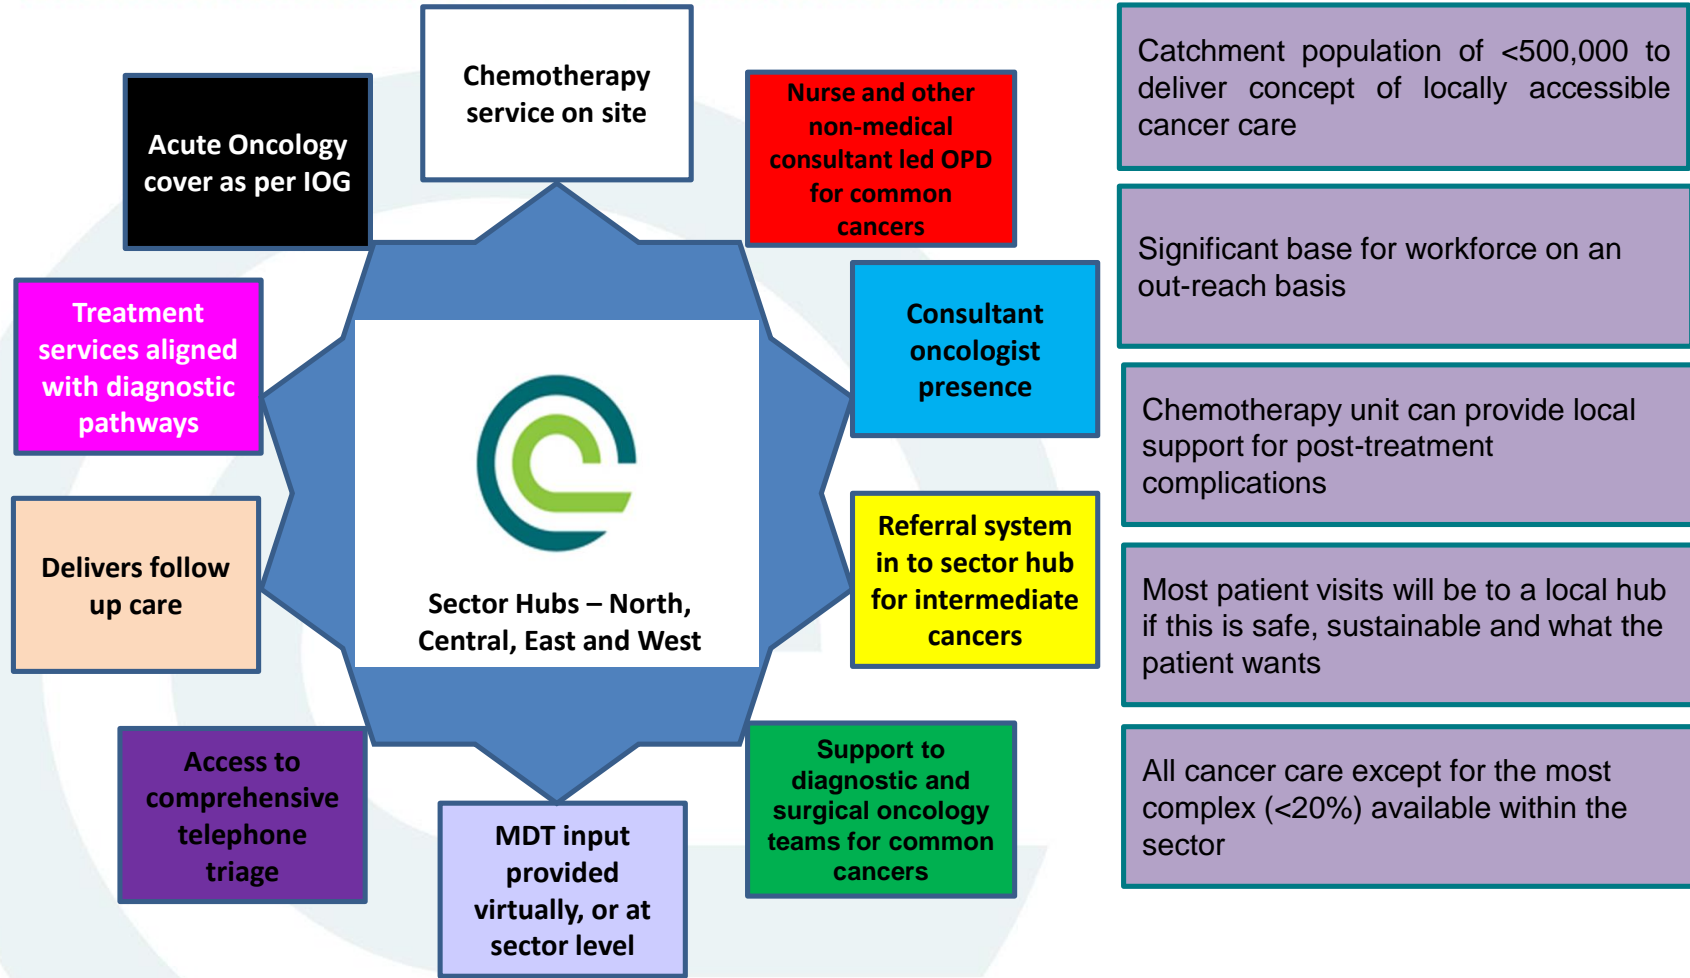 Chemotherapy
service on site
Acute Oncology
cover as per IOG
Nurse and other
non-medical
consultant led OPD
for common
cancers
Treatment
services aligned
with diagnostic
pathways
Consultant
oncologist
presence
Delivers follow
up care
Sector Hubs – North,
Central, East and West
Referral system
in to sector hub
for intermediate
cancers
Access to
comprehensive
telephone
triage
MDT input
provided
virtually, or at
sector level
Support to
diagnostic and
surgical oncology
teams for common
cancers
Catchment population of <500,000 to
deliver concept of locally accessible
cancer care
Significant base for workforce on an
out-reach basis
Chemotherapy unit can provide local
support for post-treatment
complications
Most patient visits will be to a local hub
if this is safe, sustainable and what the
patient wants
All cancer care except for the most
complex (<20%) available within the
sector